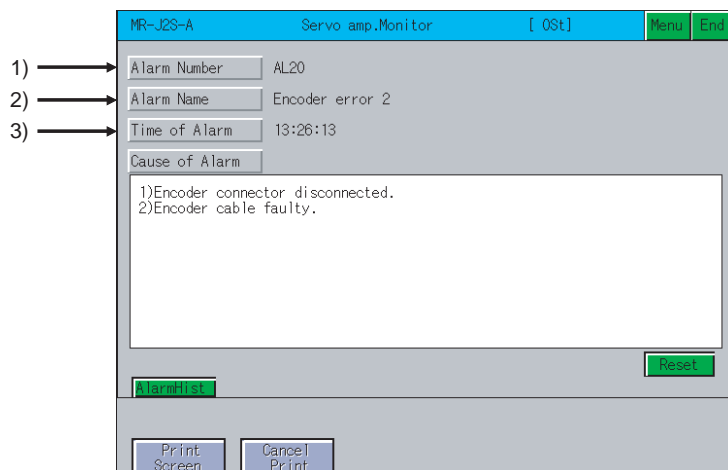 MR-J2S-A Servo amp.Monitor [ 0St] Menu End
1) Alarm Number AL20
2) Alarm Name Encoder error 2
3) Time of Alarm 13:26:13
Cause of Alarm
1)Encoder connector disconnected.
2)Encoder cable faulty.
Reset
AlarmHist
Print Screen
Cancel Print